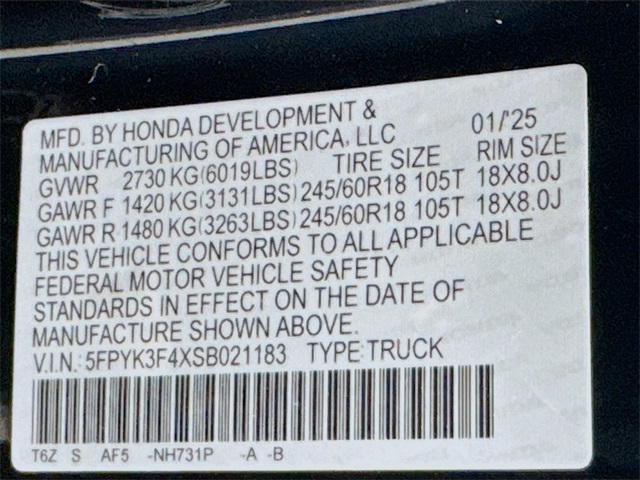 MFD. BY HONDA DEVELOPMENT &
MANUFACTURING OF AMERICA, LLC 01/'25
GVWR 2730 KG(6019LBS) TIRE SIZE RIM SIZE
GAWR F 1420 KG(3131LBS) 245/60R18 105T 18X8.0J
GAWR R 1480 KG(3263LBS) 245/60R18 105T 18X8.0J
THIS VEHICLE CONFORMS TO ALL APPLICABLE
FEDERAL MOTOR VEHICLE SAFETY
STANDARDS IN EFFECT ON THE DATE OF
MANUFACTURE SHOWN ABOVE.
V.I.N.: 5FPYK3F4XSB021183 TYPE:TRUCK
T6Z S AF5 -NH731P -A -B